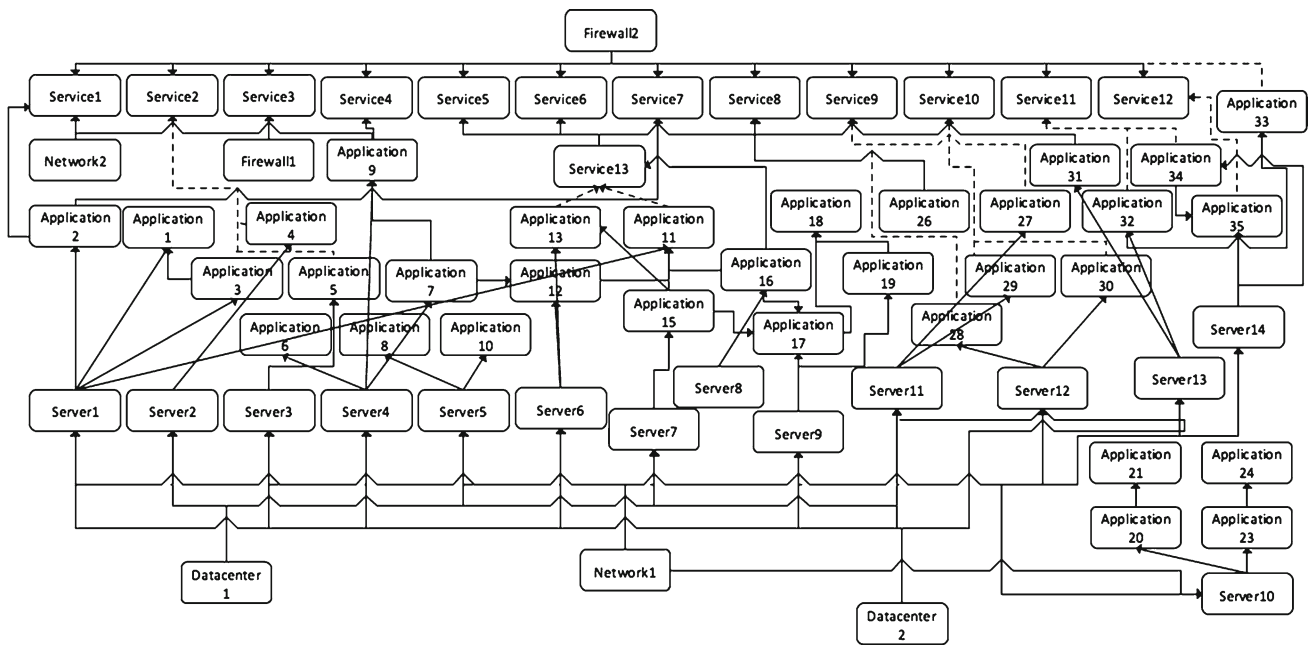 Firewall2
Service1
Service2
Service3
Service4
Service5
Service6
Service7
Service8
Service9
Service10
Service11
Service12
Application
33
Network2
Firewall1
Application
9
Service13
Application
31
Application
34
Application
2
Application
1
Application
4
Application
13
Application
11
Application
18
Application
26
Application
27
Application
32
Application
35
Application
3
Application
5
Application
7
Application
12
Application
16
Application
19
Application
29
Application
30
Application
6
Application
8
Application
10
Application
15
Application
17
Application
28
Server14
Server1
Server2
Server3
Server4
Server5
Server6
Server7
Server8
Server9
Server11
Server12
Server13
Application
21
Application
24
Application
20
Application
23
Datacenter
1
Network1
Datacenter
2
Server10